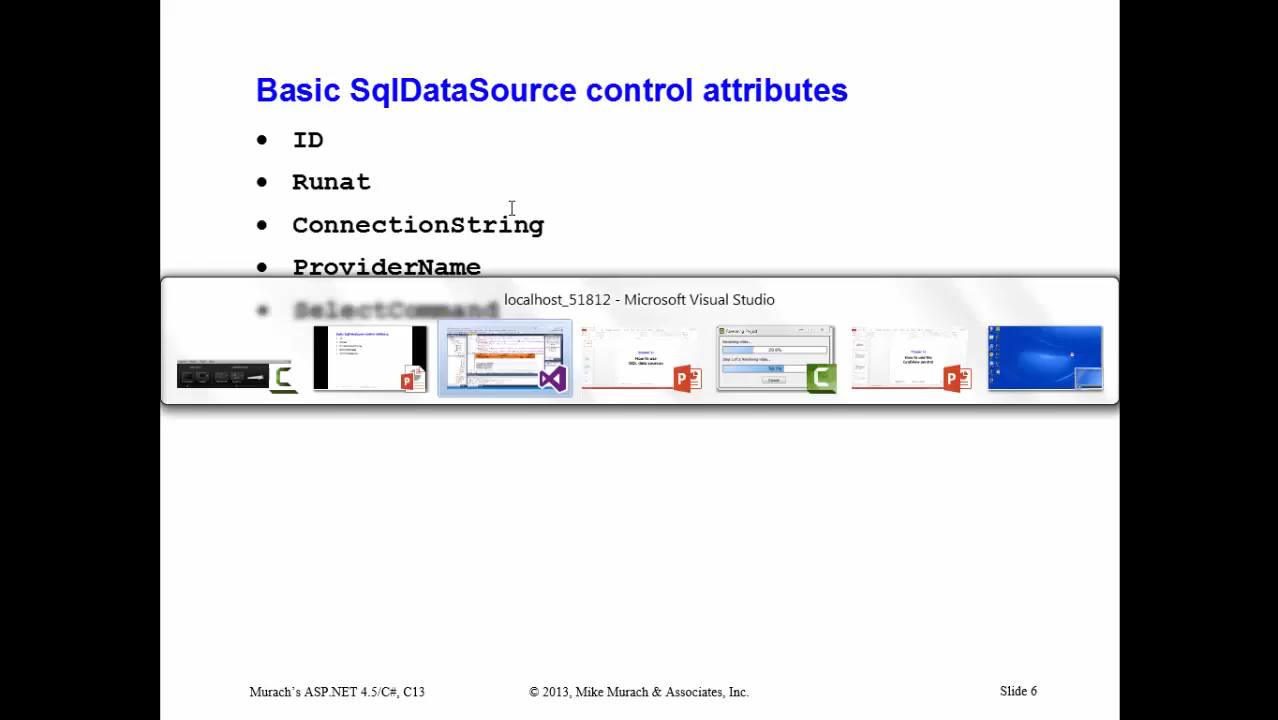 Basic SqlDataSource control attributes
• ID
• Runat
• ConnectionString
• ProviderName
• SelectCommand
localhost_51812 - Microsoft Visual Studio
Murach's ASP.NET 4.5/C#, C13
© 2013, Mike Murach & Associates, Inc.
Slide 6